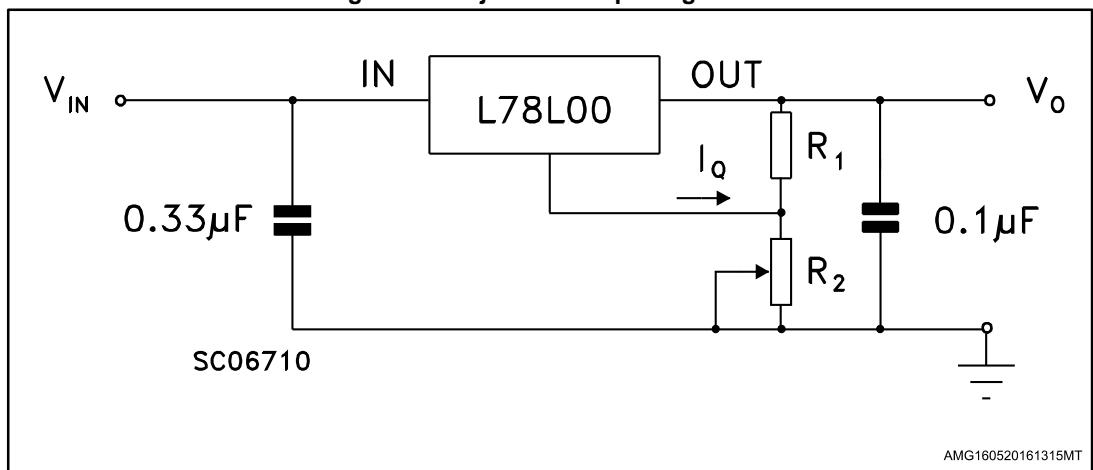 V_IN
IN
L78L00
OUT
V_O
I_Q
R_1
0.33µF
0.1µF
R_2
SC06710
AMG160520161315MT